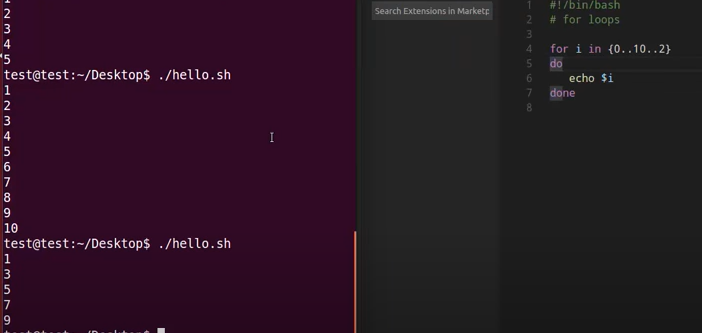 1
2
3
4
5
test@test:~/Desktop$ ./hello.sh
1
2
3
4
5
6
7
8
9
10
test@test:~/Desktop$ ./hello.sh
1
3
5
7
9
test@test:~/Desktop$
Search Extensions in Marketp
1 #!/bin/bash
2 # for loops
3
4 for i in {0..10..2}
5 do
6 echo $i
7 done
8